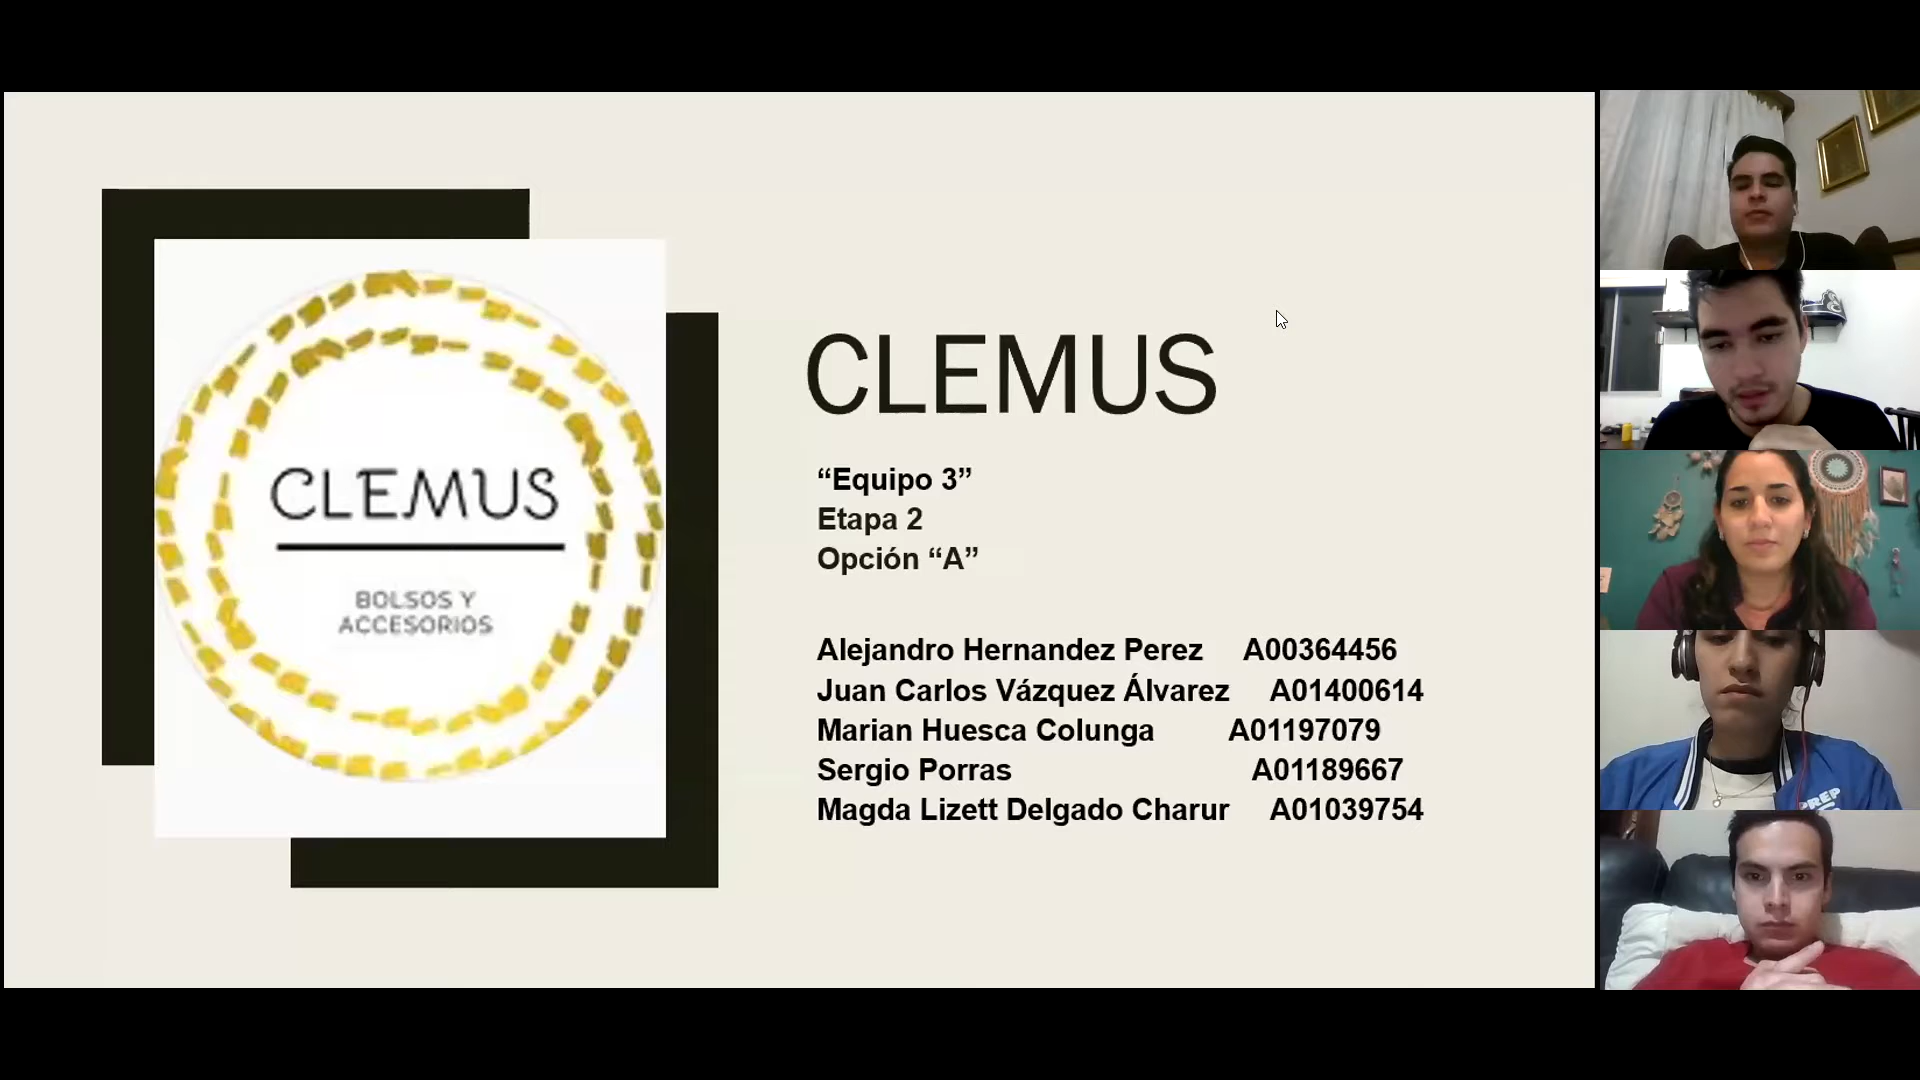 CLEMUS
BOLSOS Y
ACCESORIOS
CLEMUS
“Equipo 3”
Etapa 2
Opción “A”
Alejandro Hernandez Perez A00364456
Juan Carlos Vázquez Álvarez A01400614
Marian Huesca Colunga A01197079
Sergio Porras A01189667
Magda Lizett Delgado Charur A01039754
PREP